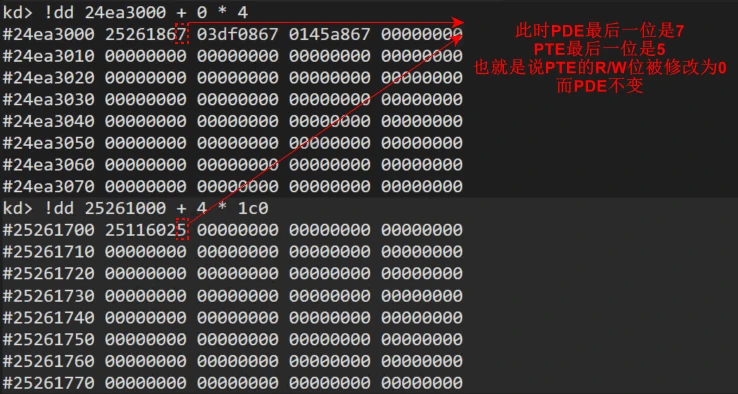 kd> !dd 24ea3000 + 0 * 4
#24ea3000 25261867 03df0867 0145a867 00000000
#24ea3010 00000000 00000000 00000000 00000000
#24ea3020 00000000 00000000 00000000 00000000
#24ea3030 00000000 00000000 00000000 00000000
#24ea3040 00000000 00000000 00000000 00000000
#24ea3050 00000000 00000000 00000000 00000000
#24ea3060 00000000 00000000 00000000 00000000
#24ea3070 00000000 00000000 00000000 00000000
此时PDE最后一位是7
PTE最后一位是5
也就是说PTE的R/W位被修改为0
而PDE不变
kd> !dd 25261000 + 4 * 1c0
#25261700 25116025 00000000 00000000 00000000
#25261710 00000000 00000000 00000000 00000000
#25261720 00000000 00000000 00000000 00000000
#25261730 00000000 00000000 00000000 00000000
#25261740 00000000 00000000 00000000 00000000
#25261750 00000000 00000000 00000000 00000000
#25261760 00000000 00000000 00000000 00000000
#25261770 00000000 00000000 00000000 00000000